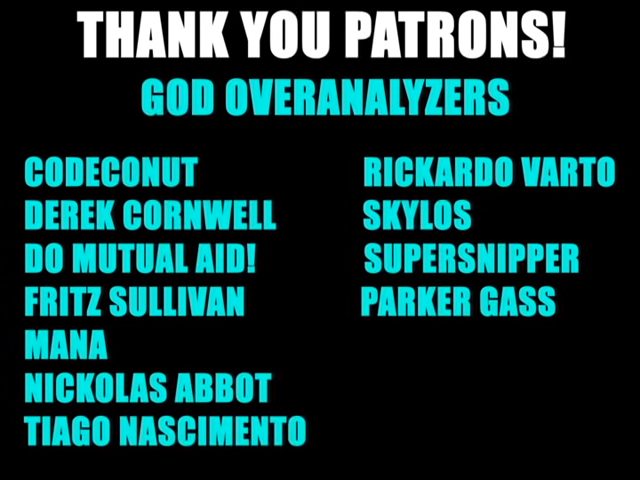 THANK YOU PATRONS!
GOD OVERANALYZERS
CODECONUT
DEREK CORNWELL
DO MUTUAL AID!
FRITZ SULLIVAN
MANA
NICKOLAS ABBOT
TIAGO NASCIMENTO
RICKARDO VARTO
SKYLOS
SUPERSNIPPER
PARKER GASS